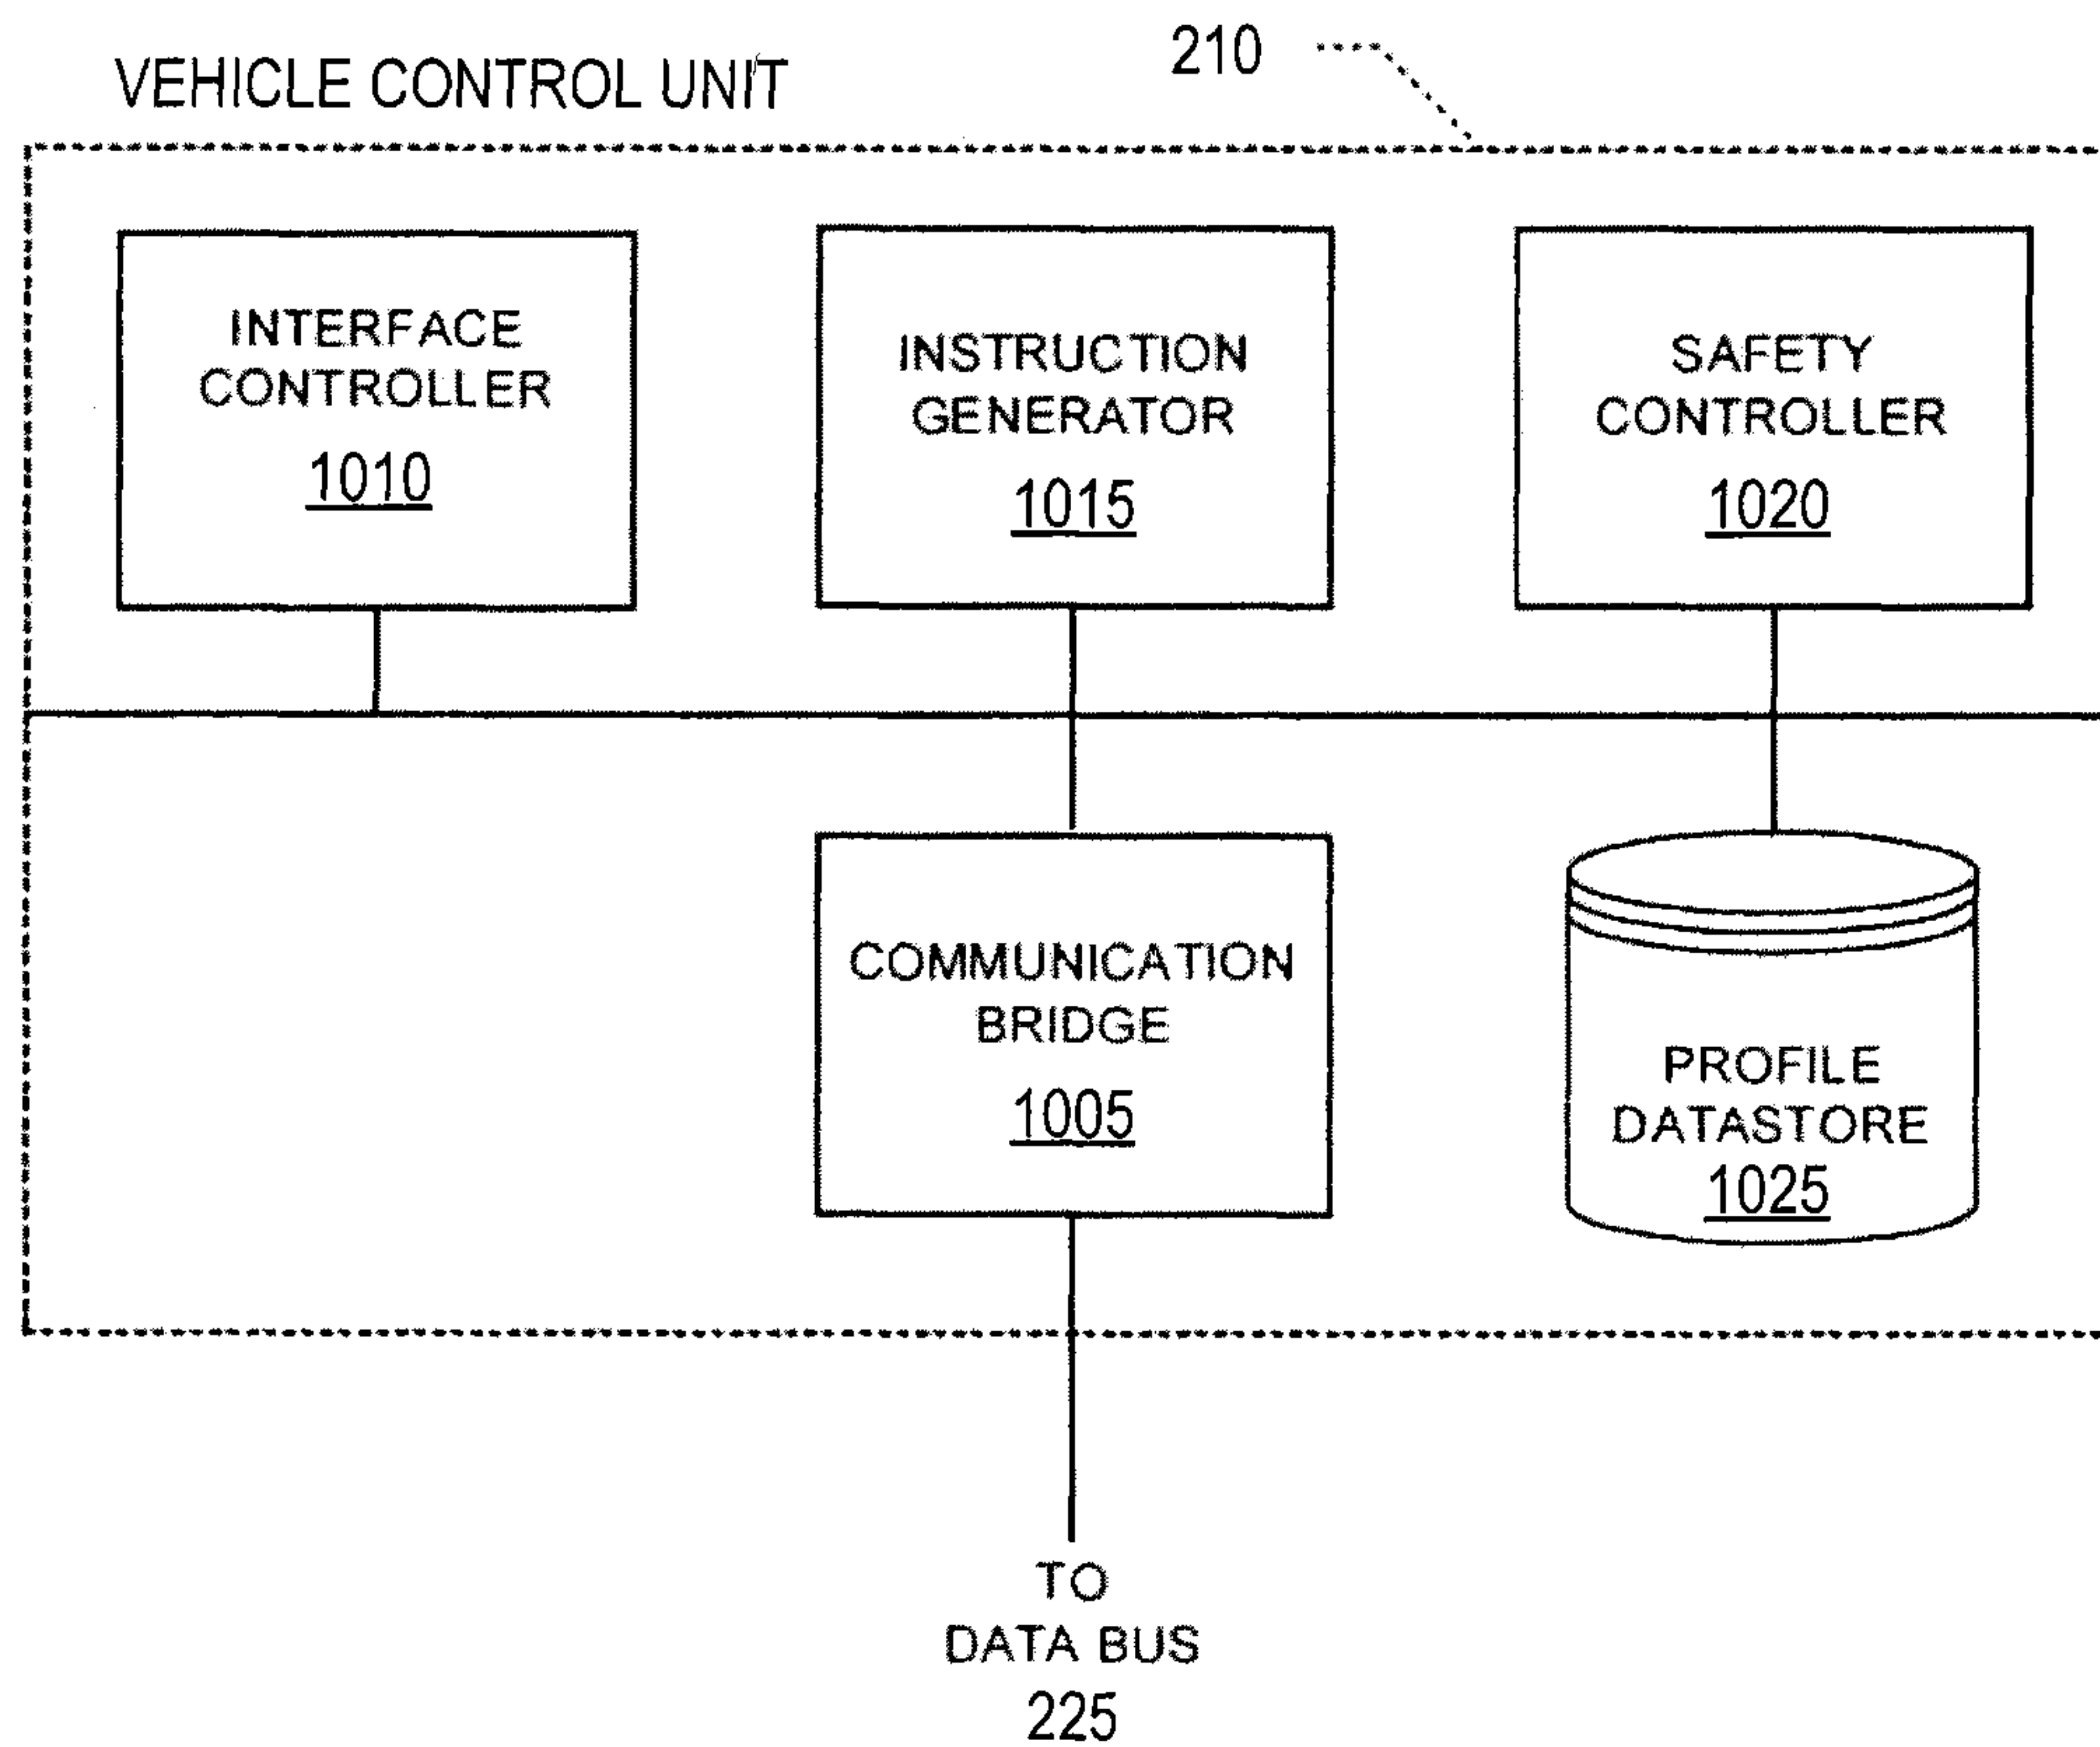 VEHICLE CONTROL UNIT
210
INTERFACE
CONTROLLER
1010
INSTRUCTION
GENERATOR
1015
SAFETY
CONTROLLER
1020
COMMUNICATION
BRIDGE
1005
PROFILE
DATASTORE
1025
TO
DATA BUS
225